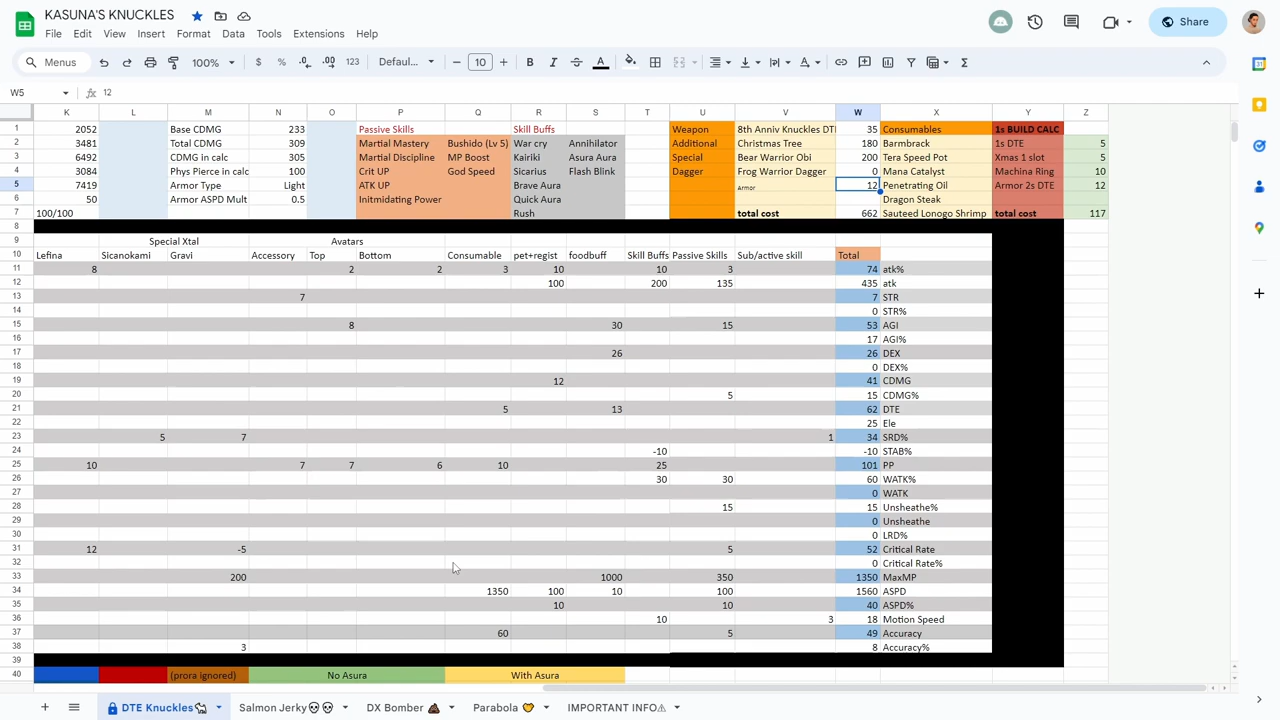 KASUNA'S KNUCKLES
File Edit View Insert Format Data Tools Extensions Help
Share
Menus 100% $ % .0 .00 123 Defaul... 10 B I A
W5 12
K L M N O P Q R S T U V W X Y Z
1 2052 Base CDMG 233 Passive Skills Skill Buffs Weapon 8th Anniv Knuckles DTI 35 Consumables 1s BUILD CALC
2 3481 Total CDMG 309 Martial Mastery Bushido (Lv 5) War cry Annihilator Additional Christmas Tree 180 Barmbrack 1s DTE 5
3 6492 CDMG in calc 305 Martial Discipline MP Boost Kairiki Asura Aura Special Bear Warrior Obi 200 Tera Speed Pot Xmas 1 slot 5
4 3084 Phys Pierce in calc 100 Crit UP God Speed Sicarius Flash Blink Dagger Frog Warrior Dagger 0 Mana Catalyst Machina Ring 10
5 7419 Armor Type Light ATK UP Brave Aura Armor 12 Penetrating Oil Armor 2s DTE 12
6 50 Armor ASPD Mult 0.5 Initmidating Power Quick Aura Dragon Steak
7 100/100 Rush total cost 662 Sauteed Lonogo Shrimp total cost 117
8
9 Special Xtal Avatars
10 Lefina Sicanokami Gravi Accessory Top Bottom Consumable pet+regist foodbuff Skill Buffs Passive Skills Sub/active skill Total
11 8 2 2 3 10 10 3 74 atk%
12 100 200 135 435 atk
13 7 7 STR
14 0 STR%
15 8 30 15 53 AGI
16 17 AGI%
17 26 26 DEX
18 0 DEX%
19 12 41 CDMG
20 5 15 CDMG%
21 5 13 62 DTE
22 25 Ele
23 5 7 1 34 SRD%
24 -10 -10 STAB%
25 10 7 7 6 10 25 101 PP
26 30 30 60 WATK%
27 0 WATK
28 15 15 Unsheathe%
29 0 Unsheathe
30 0 LRD%
31 12 -5 5 52 Critical Rate
32 0 Critical Rate%
33 200 1000 350 1350 MaxMP
34 1350 100 10 100 1560 ASPD
35 10 10 40 ASPD%
36 10 3 18 Motion Speed
37 60 5 49 Accuracy
38 3 8 Accuracy%
39
40 (prora ignored) No Asura With Asura
DTE Knuckles Salmon Jerky DX Bomber Parabola IMPORTANT INFO